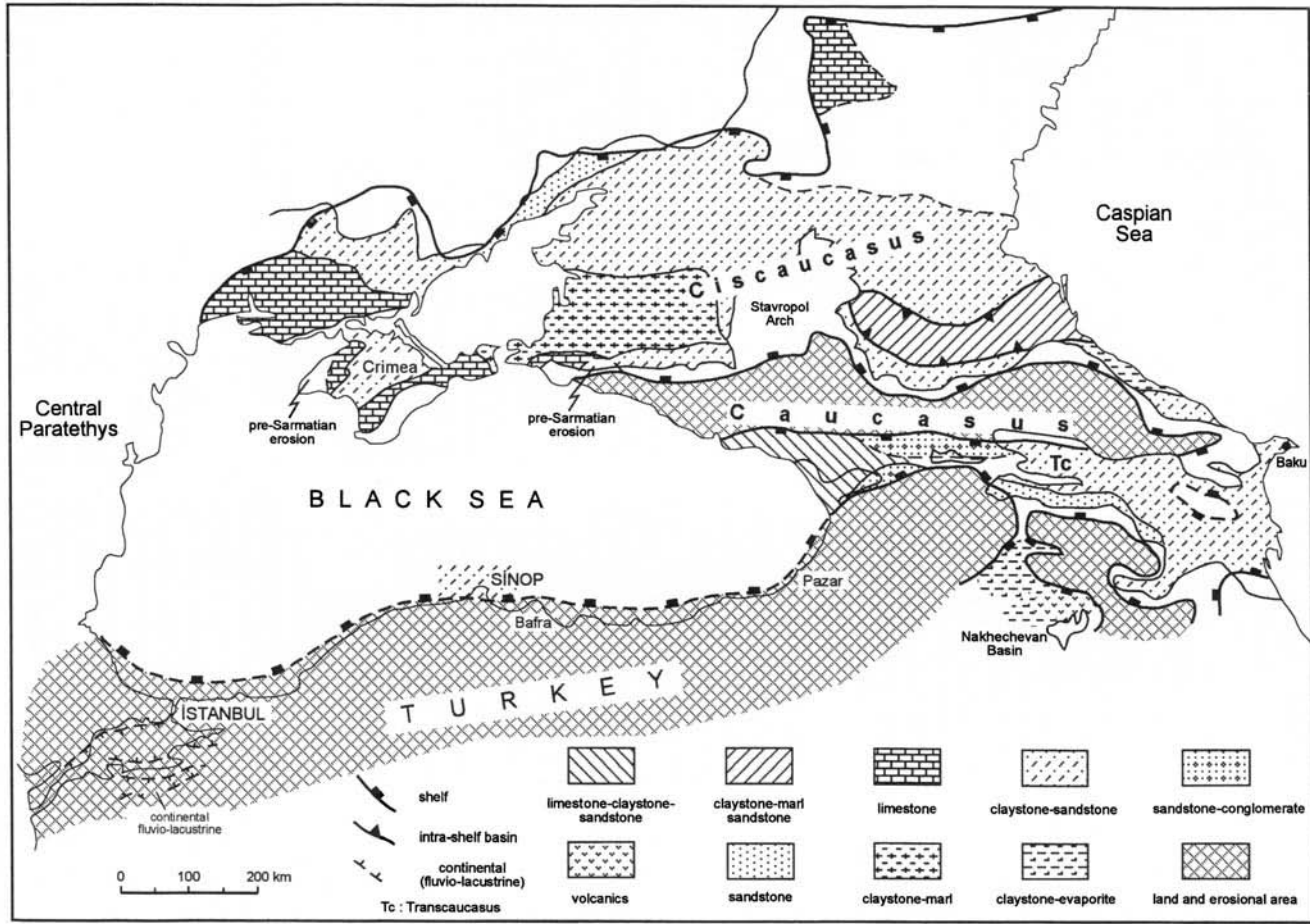 Caspian
Sea
Ciscaucasus
Stavropol
Arch
Crimea
Central
Paratethys
pre-Sarmatian
erosion
pre-Sarmatian
erosion
Caucasus
Tc
Baku
BLACK SEA
SİNOP
Bafra
Pazar
Nakhechevan
Basin
TURKEY
İSTANBUL
continental
fluvio-lacustrine
0 100 200 km
shelf
intra-shelf basin
continental
(fluvio-lacustrine)
Tc : Transcaucasus
limestone-claystone-
sandstone
claystone-marl
sandstone
limestone
claystone-sandstone
sandstone-conglomerate
volcanics
sandstone
claystone-marl
claystone-evaporite
land and erosional area